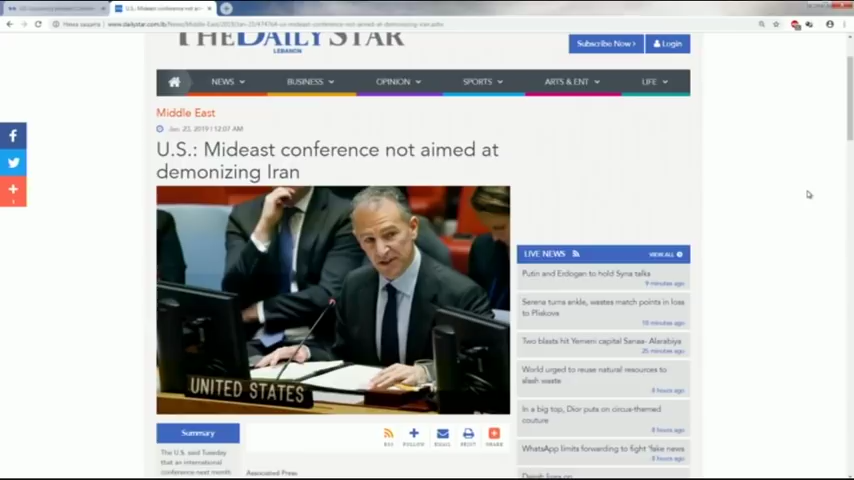 www.dailystar.com.lb
THE DAILY STAR
LEBANON
Subscribe Now
Login
NEWS
BUSINESS
OPINION
SPORTS
ARTS & ENT
LIFE
Middle East
Jan. 23, 2019 | 12:07 AM
U.S.: Mideast conference not aimed at
demonizing Iran
UNITED STATES
LIVE NEWS
VIEW ALL
Putin and Erdogan to hold Syria talks
9 minutes ago
Serena turns ankle, wastes match points in loss
to Pliskova
Two blasts hit Yemeni capital Sanaa- Alarabiya
25 minutes ago
World urged to reuse natural resources to
slash waste
8 hours ago
In a big top, Dior puts on circus-themed
couture
8 hours ago
WhatsApp limits forwarding to fight 'fake news
8 hours ago
RSS
FOLLOW
EMAIL
PRINT
SHARE
Summary
The U.S. said Tuesday
that an international
conference next month
Associated Press